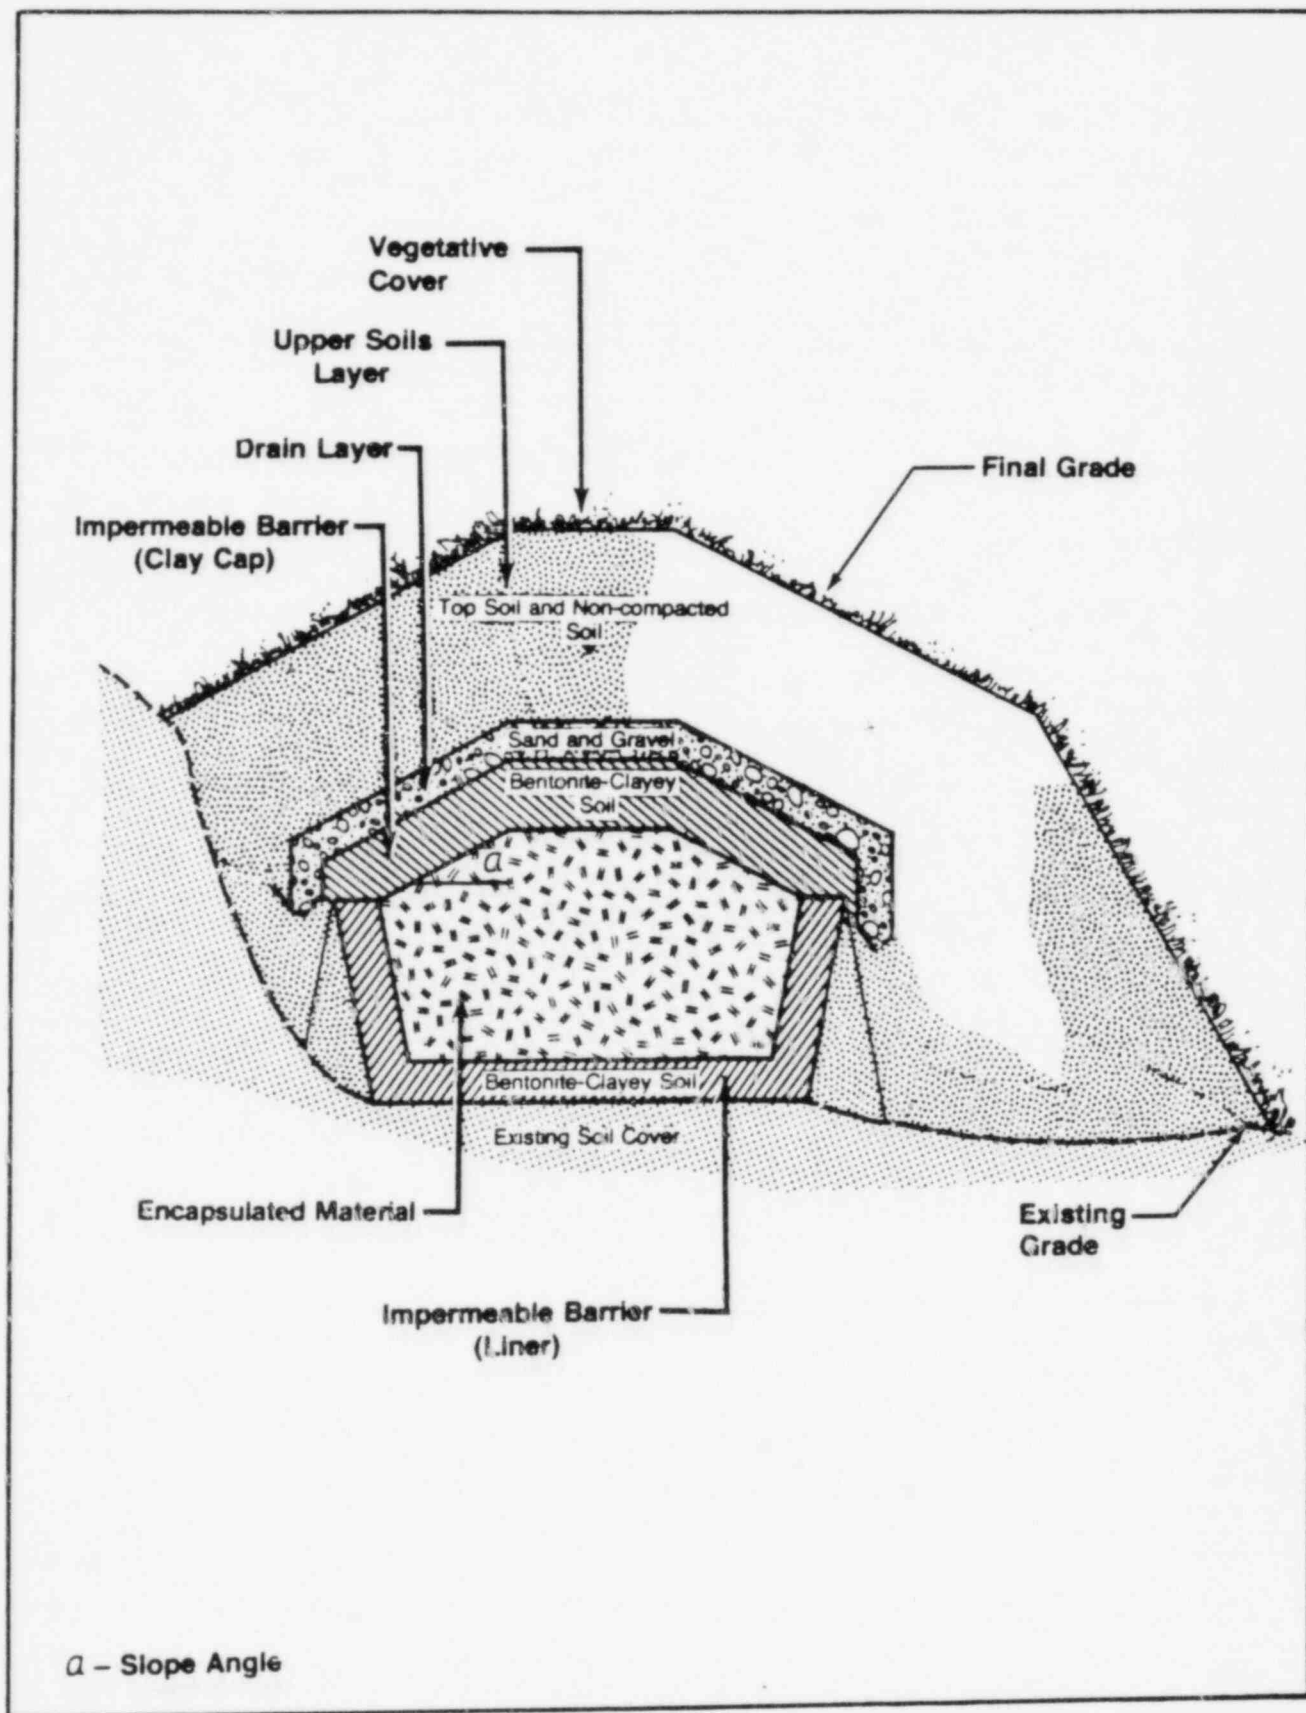 Vegetative
Cover
Upper Soils
Layer
Drain Layer
Final Grade
Impermeable Barrier
(Clay Cap)
Top Soil and Non-compacted
Soil
Sand and Gravel
Bentonite-Clayey
Soil
a
Bentonite-Clayey Soil
Existing Soil Cover
Encapsulated Material
Existing
Grade
Impermeable Barrier
(Liner)
a – Slope Angle